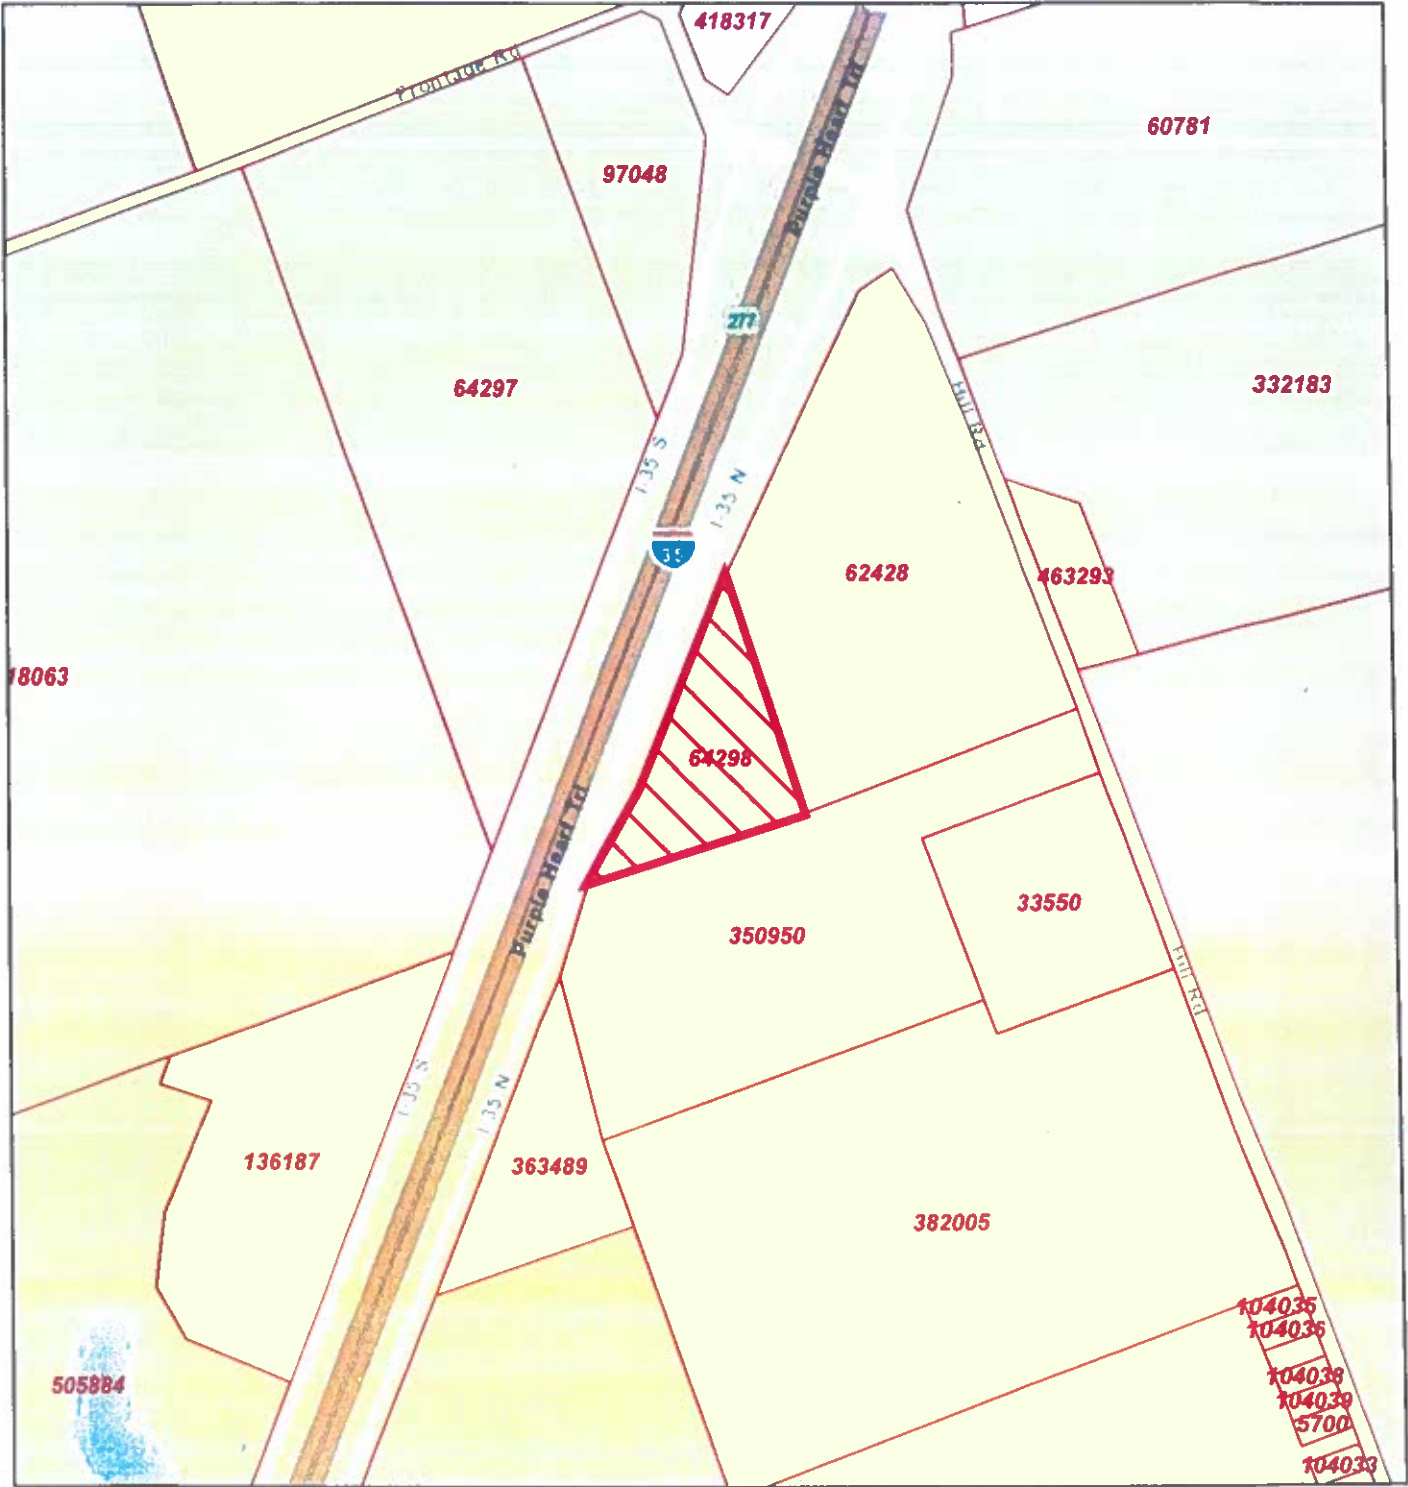 418317
Frontage Rd
60781
97048
Purple Heart Trl
277
64297
332183
Hill Rd
I-35 S
I-35 N
35
62428
463293
18063
64298
Purple Heart Trl
33550
350950
Hill Rd
I-35 S
I-35 N
136187
363489
382005
104035
104036
505884
104038
104039
5700
104033